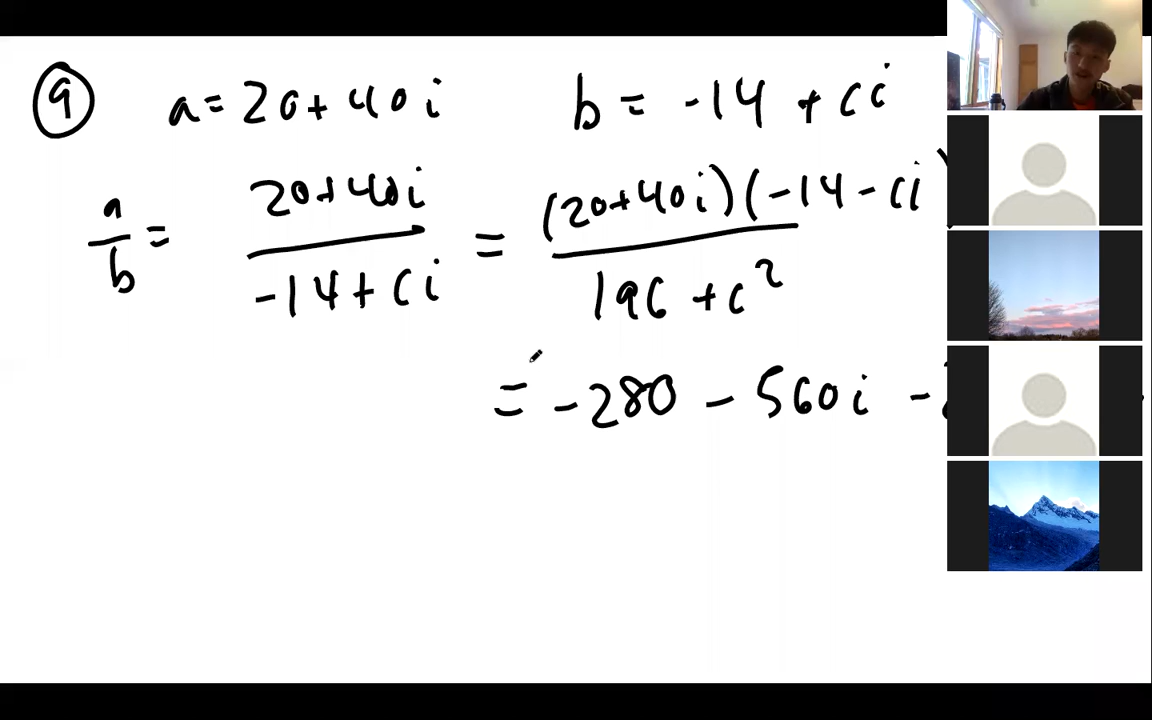 9 a = 20 + 40i b = -14 + ci
a/b = (20+40i)/(-14+ci) = (20+40i)(-14-ci)/(196+c²)
= -280 - 560i -